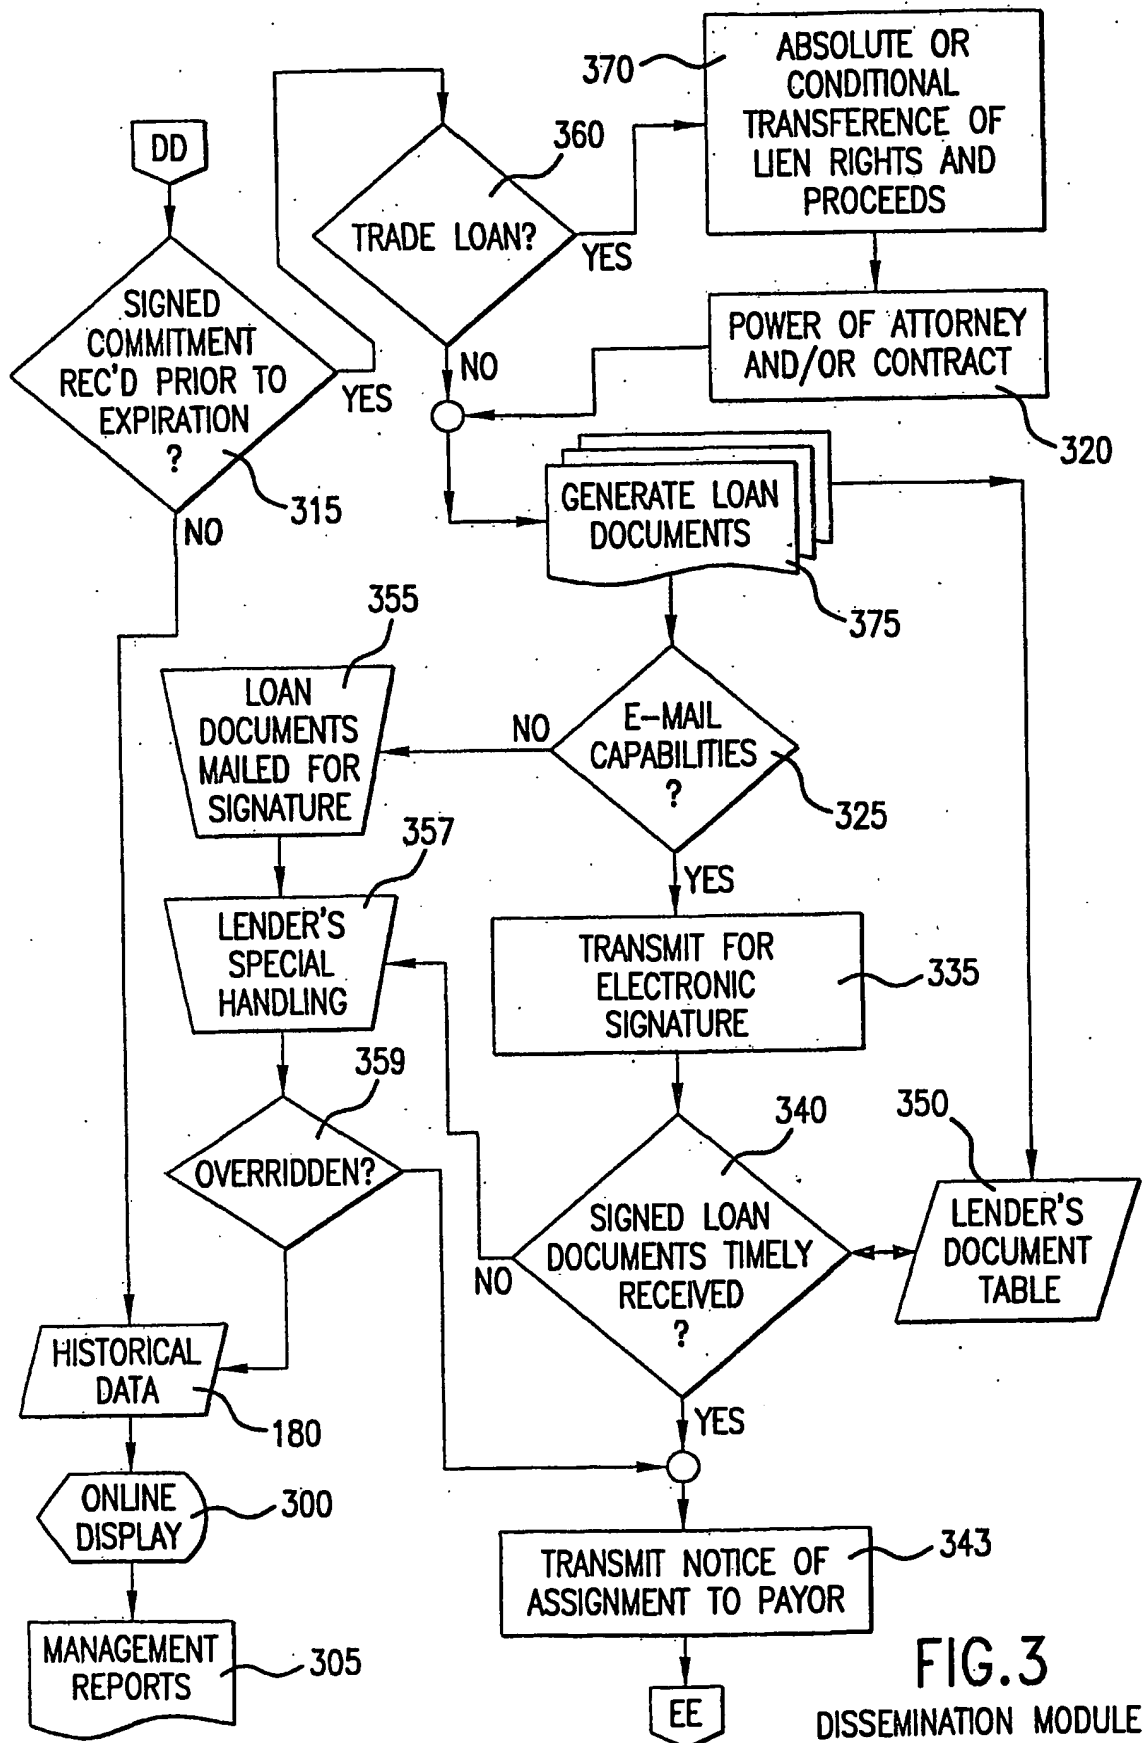 370
ABSOLUTE OR
CONDITIONAL
TRANSFERENCE OF
LIEN RIGHTS AND
PROCEEDS
DD
360
TRADE LOAN?
YES
NO
SIGNED
COMMITMENT
REC'D PRIOR TO
EXPIRATION
?
YES
315
NO
POWER OF ATTORNEY
AND/OR CONTRACT
320
GENERATE LOAN
DOCUMENTS
375
355
LOAN
DOCUMENTS
MAILED FOR
SIGNATURE
NO
E-MAIL
CAPABILITIES
?
325
YES
357
LENDER'S
SPECIAL
HANDLING
TRANSMIT FOR
ELECTRONIC
SIGNATURE
335
359
OVERRIDDEN?
340
SIGNED LOAN
DOCUMENTS TIMELY
RECEIVED
?
NO
YES
350
LENDER'S
DOCUMENT
TABLE
HISTORICAL
DATA
180
ONLINE
DISPLAY
300
MANAGEMENT
REPORTS
305
TRANSMIT NOTICE OF
ASSIGNMENT TO PAYOR
343
EE
FIG.3
DISSEMINATION MODULE